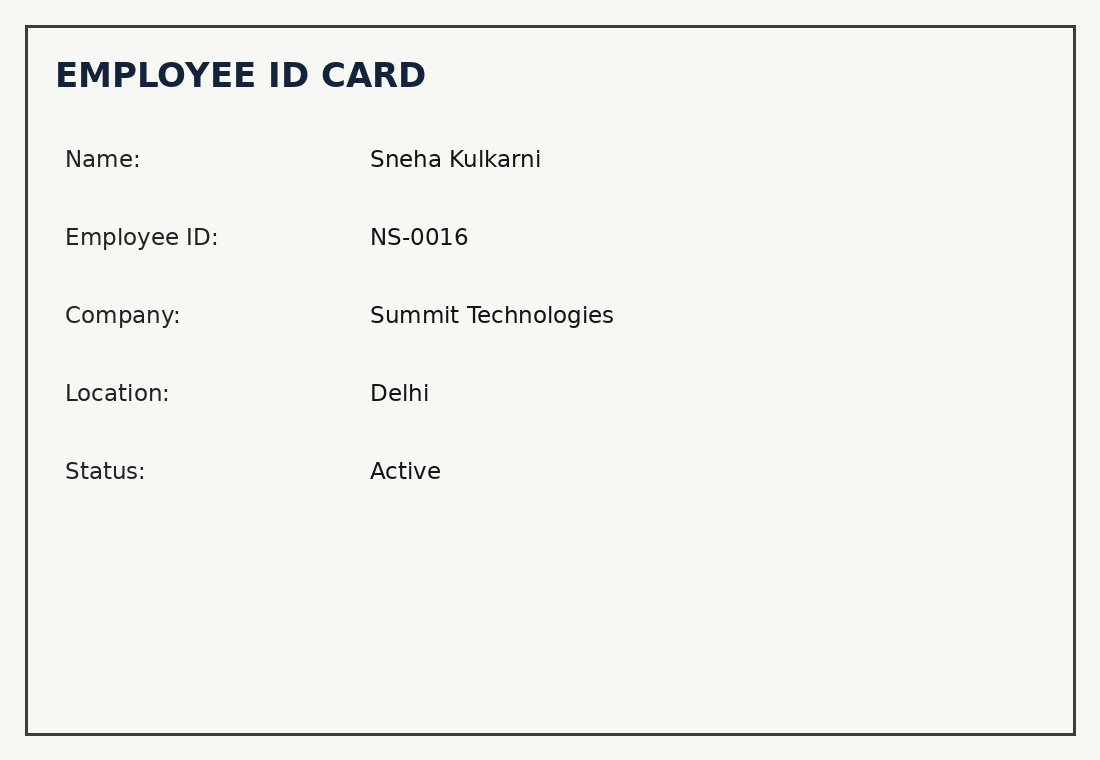 EMPLOYEE ID CARD
Name: Sneha Kulkarni
Employee ID: NS-0016
Company: Summit Technologies
Location: Delhi
Status: Active